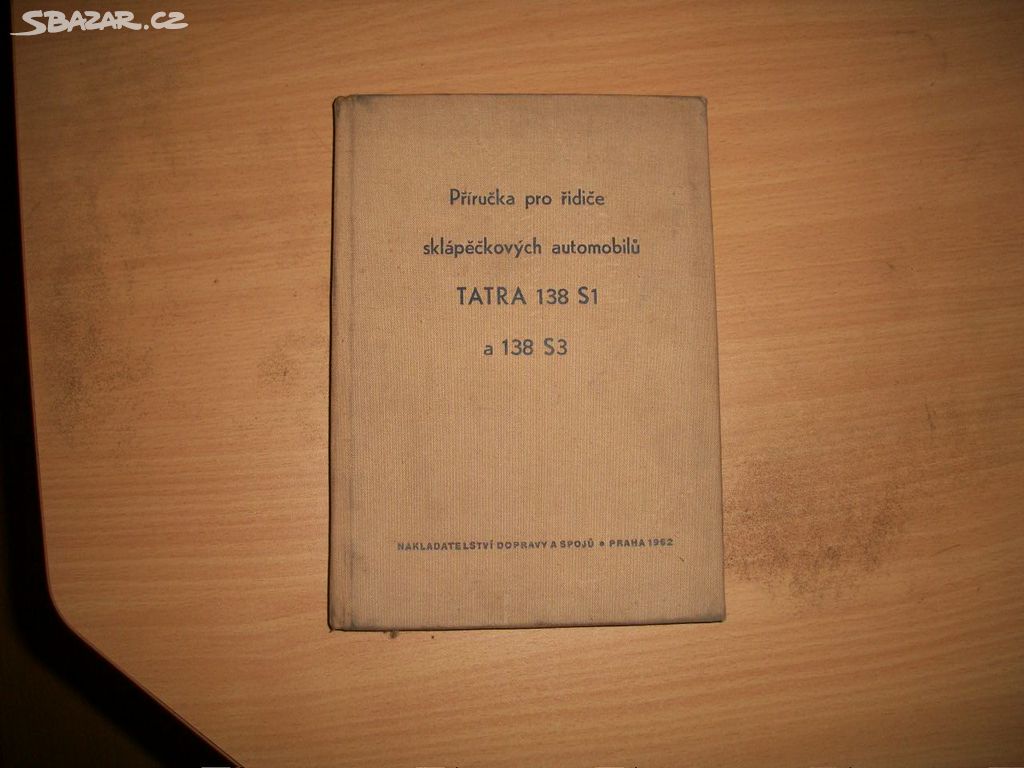 SBAZAR.CZ
Příručka pro řidiče
sklápěčkových automobilů
TATRA 138 S1
a 138 S3
NAKLADATELSTVÍ DOPRAVY A SPOJŮ • PRAHA 1962